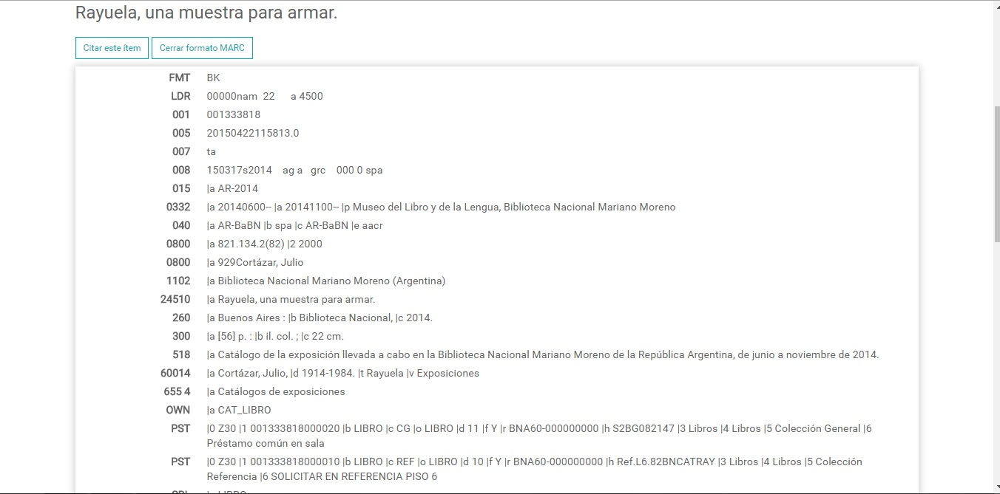 Rayuela, una muestra para armar.
Citar este ítem Cerrar formato MARC
FMT BK
LDR 00000nam 22 a 4500
001 001333818
005 20150422115813.0
007 ta
008 150317s2014 ag a grc 000 0 spa
015 |a AR-2014
0332 |a 20140600-- |a 20141100-- |p Museo del Libro y de la Lengua, Biblioteca Nacional Mariano Moreno
040 |a AR-BaBN |b spa |c AR-BaBN |e aacr
0800 |a 821.134.2(82) |2 2000
0800 |a 929Cortázar, Julio
1102 |a Biblioteca Nacional Mariano Moreno (Argentina)
24510 |a Rayuela, una muestra para armar.
260 |a Buenos Aires : |b Biblioteca Nacional, |c 2014.
300 |a [56] p. : |b il. col. ; |c 22 cm.
518 |a Catálogo de la exposición llevada a cabo en la Biblioteca Nacional Mariano Moreno de la República Argentina, de junio a noviembre de 2014.
60014 |a Cortázar, Julio, |d 1914-1984. |t Rayuela |v Exposiciones
655 4 |a Catálogos de exposiciones
OWN |a CAT_LIBRO
PST |0 Z30 |1 001333818000020 |b LIBRO |c CG |o LIBRO |d 11 |f Y |r BNA60-000000000 |h S2BG082147 |3 Libros |4 Libros |5 Colección General |6
Préstamo común en sala
PST |0 Z30 |1 001333818000010 |b LIBRO |c REF |o LIBRO |d 10 |f Y |r BNA60-000000000 |h Ref.L6.82BNCATRAY |3 Libros |4 Libros |5 Colección
Referencia |6 SOLICITAR EN REFERENCIA PISO 6